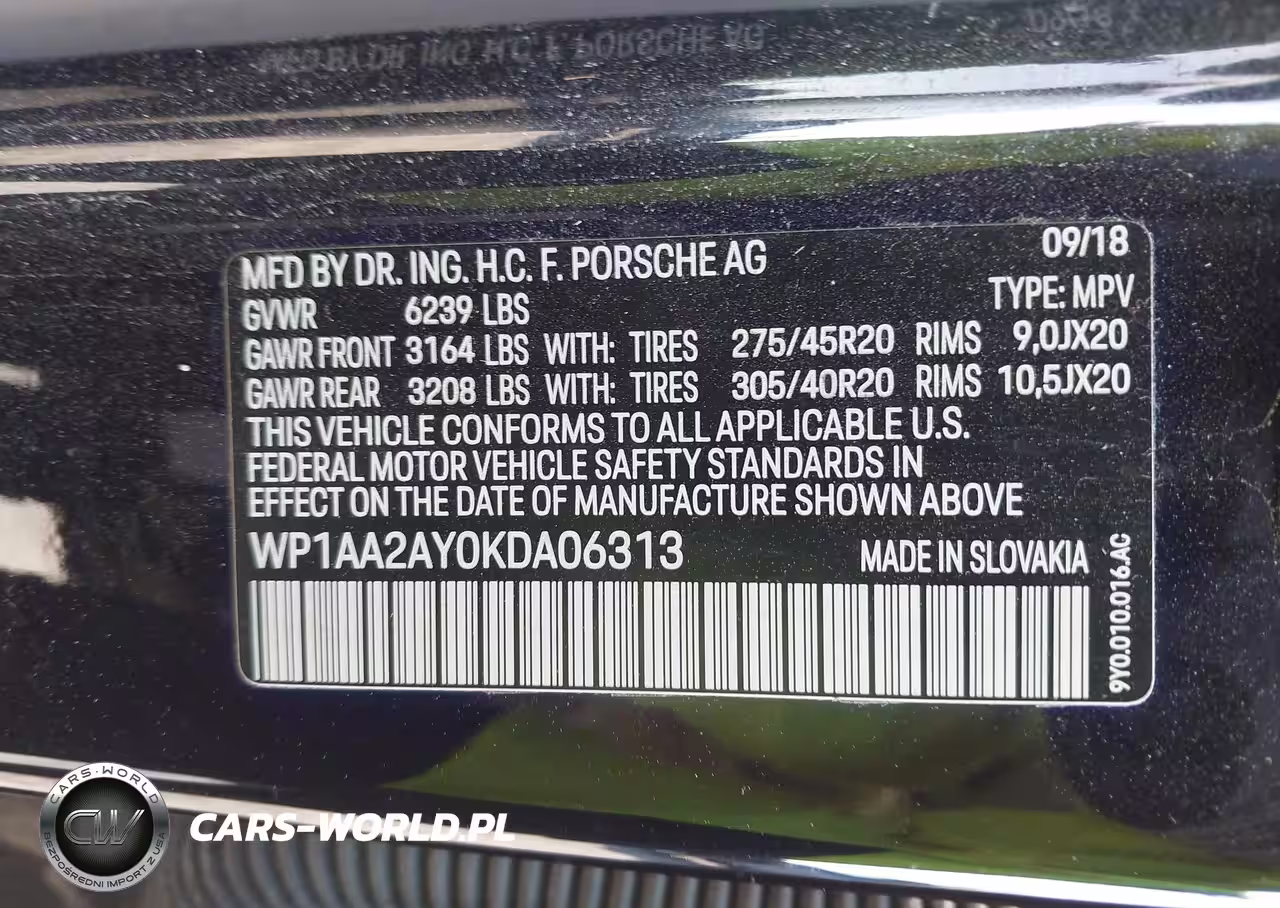 MFD BY DR. ING. H.C. F. PORSCHE AG 09/18
GVWR 6239 LBS TYPE: MPV
GAWR FRONT 3164 LBS WITH: TIRES 275/45R20 RIMS 9,0JX20
GAWR REAR 3208 LBS WITH: TIRES 305/40R20 RIMS 10,5JX20
THIS VEHICLE CONFORMS TO ALL APPLICABLE U.S.
FEDERAL MOTOR VEHICLE SAFETY STANDARDS IN
EFFECT ON THE DATE OF MANUFACTURE SHOWN ABOVE
WP1AA2AY0KDA06313 MADE IN SLOVAKIA
9Y0.010.016.AC
CARS-WORLD
CW
BEZPOŚREDNI IMPORT Z USA
CARS-WORLD.PL